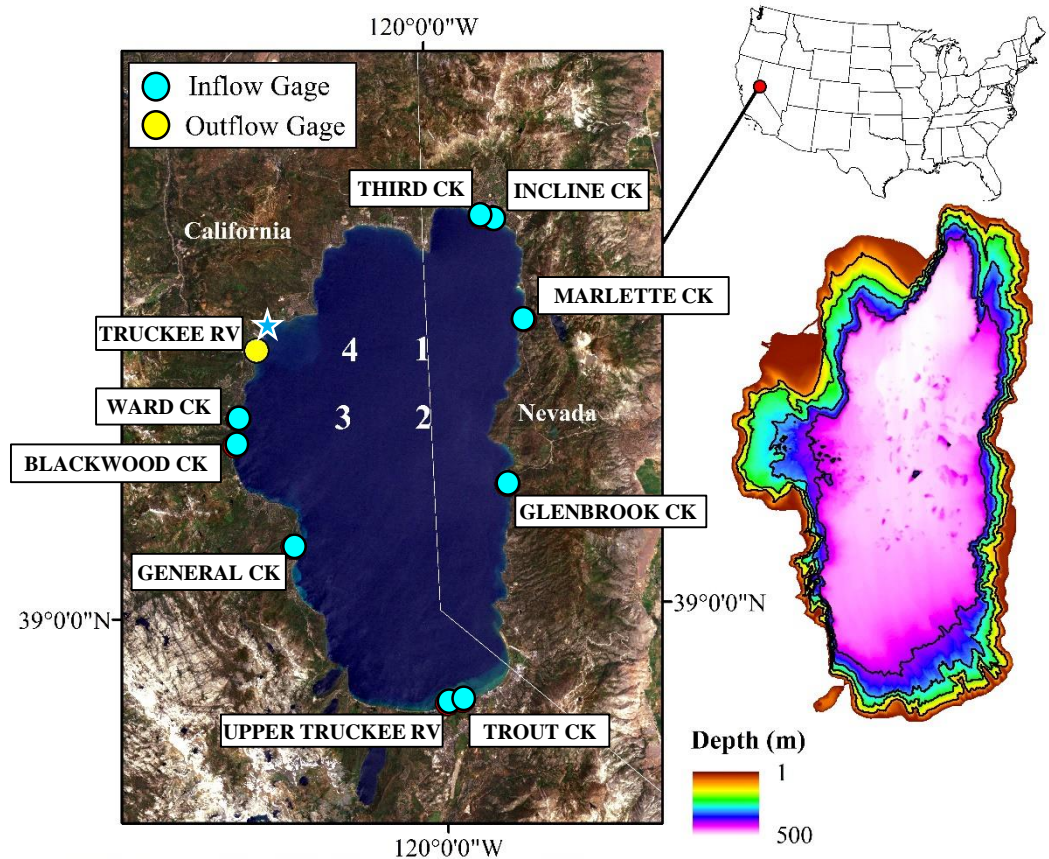 120°0'0"W
Inflow Gage
Outflow Gage
THIRD CK
INCLINE CK
California
MARLETTE CK
TRUCKEE RV
4
1
WARD CK
3
2
Nevada
BLACKWOOD CK
GLENBROOK CK
GENERAL CK
39°0'0"N
39°0'0"N
UPPER TRUCKEE RV
TROUT CK
120°0'0"W
Depth (m)
1
500